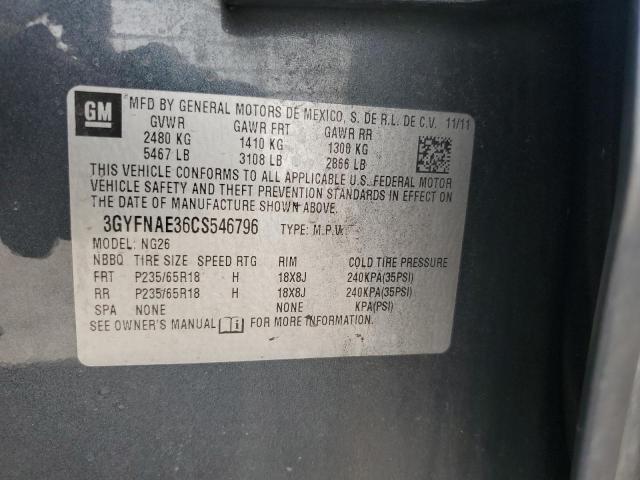 GM
MFD BY GENERAL MOTORS DE MEXICO, S. DE R.L. DE C.V. 11/11
GVWR GAWR FRT GAWR RR
2480 KG 1410 KG 1300 KG
5467 LB 3108 LB 2866 LB
THIS VEHICLE CONFORMS TO ALL APPLICABLE U.S. FEDERAL MOTOR
VEHICLE SAFETY AND THEFT PREVENTION STANDARDS IN EFFECT ON
THE DATE OF MANUFACTURE SHOWN ABOVE.
3GYFNAE36CS546796 TYPE: M.P.V.
MODEL: NG26
NBBQ TIRE SIZE SPEED RTG RIM COLD TIRE PRESSURE
FRT P235/65R18 H 18X8J 240KPA(35PSI)
RR P235/65R18 H 18X8J 240KPA(35PSI)
SPA NONE NONE KPA(PSI)
SEE OWNER'S MANUAL FOR MORE INFORMATION.